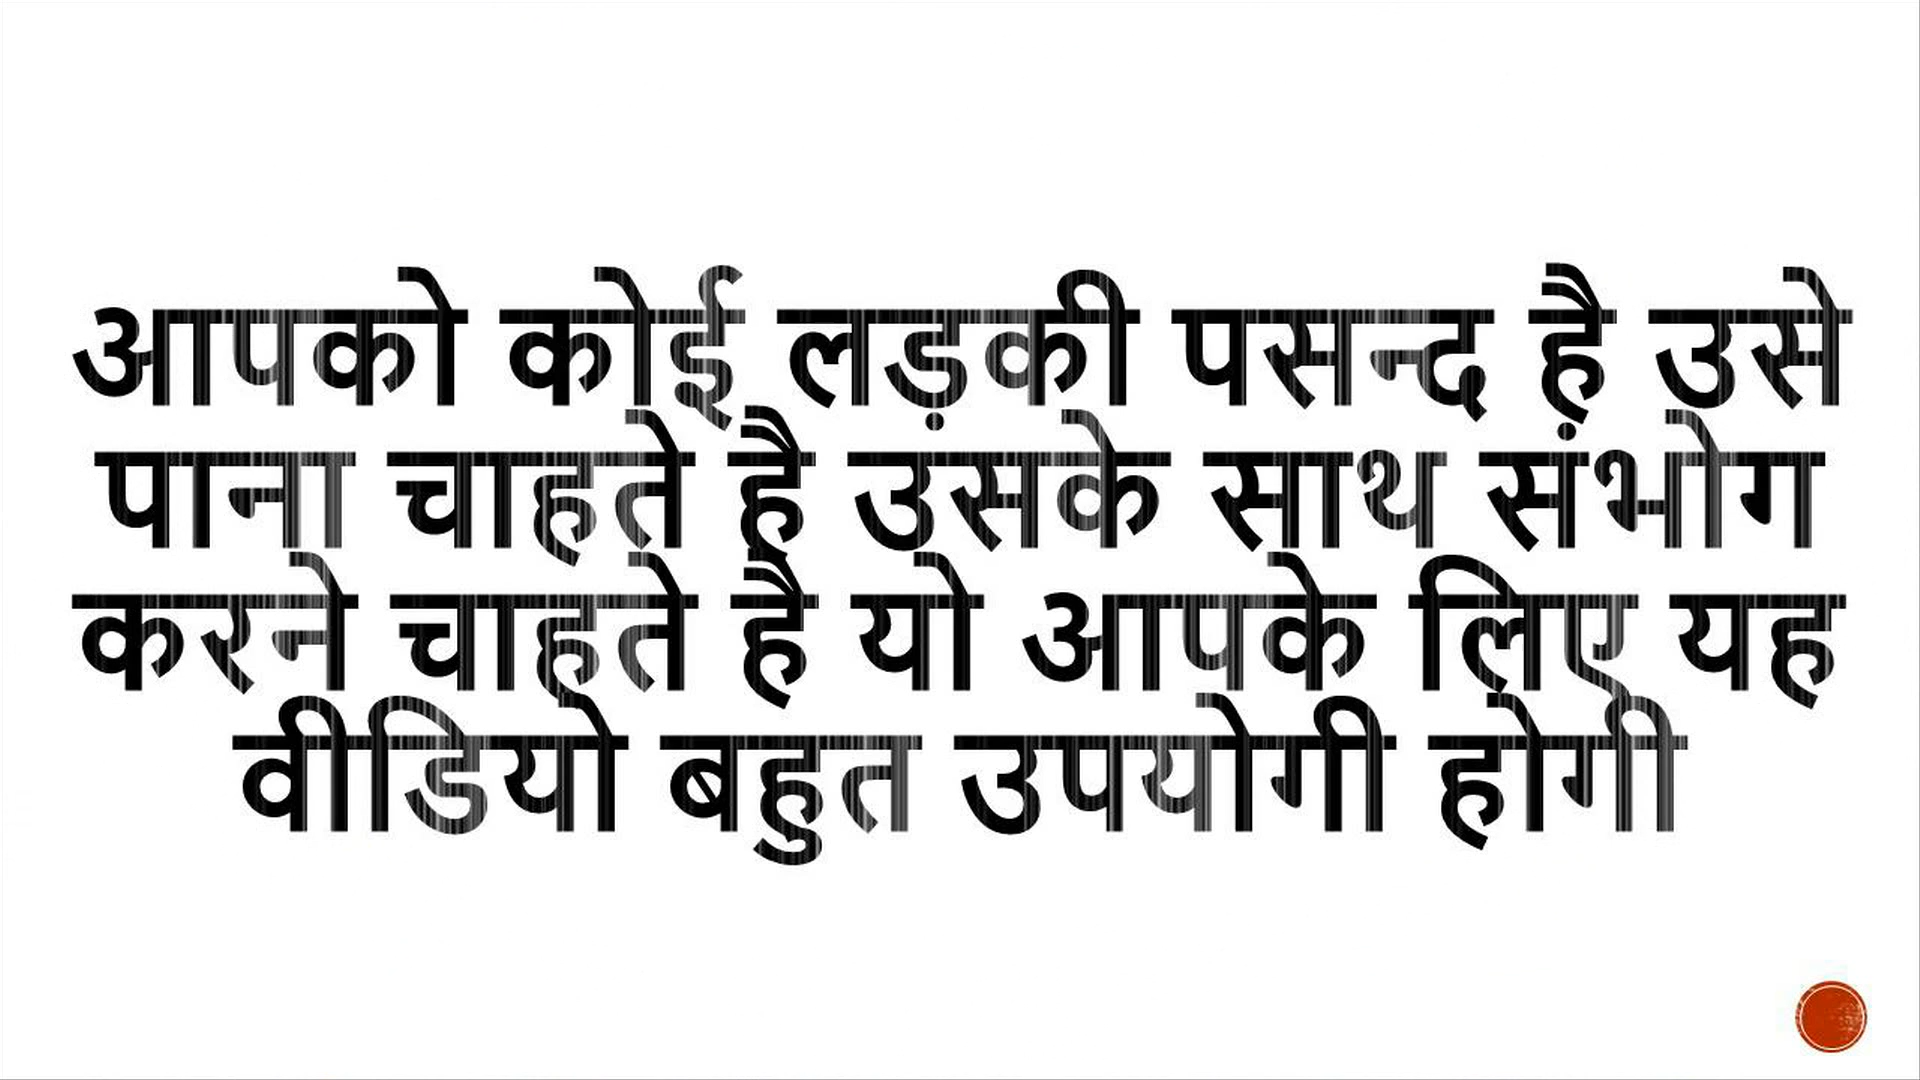 आपको कोई लड़की पसन्द है उसे
पाना चाहते है उसके साथ संभोग
करने चाहते है यो आपके लिए यह
वीडियो बहुत उपयोगी होगी